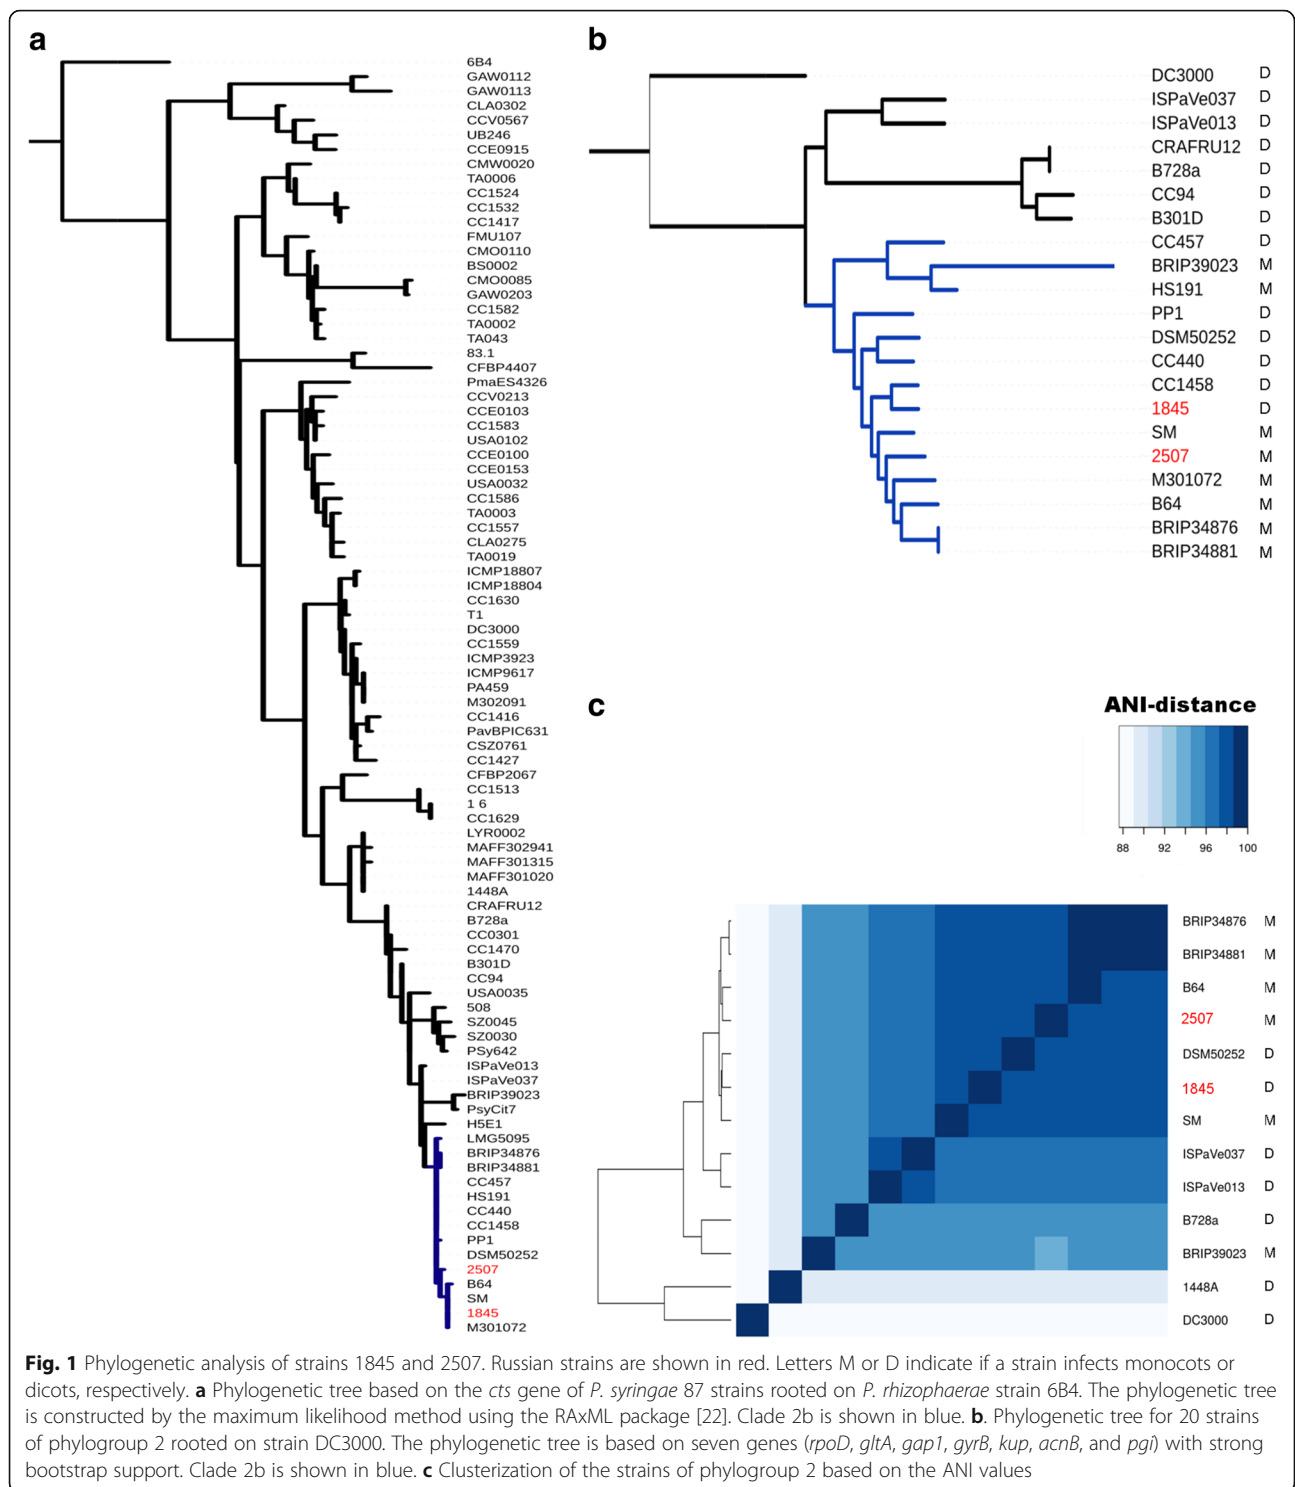 a
6B4
GAW0112
GAW0113
CLA0302
CCV0567
UB246
CCE0915
CMW0020
TA0006
CC1524
CC1532
CC1417
FMU107
CMO0110
BS0002
CMO0085
GAW0203
CC1582
TA0002
TA043
83.1
CFBP4407
PmaES4326
CCV0213
CCE0103
CC1583
USA0102
CCE0100
CCE0153
USA0032
CC1586
TA0003
CC1557
CLA0275
TA0019
ICMP18807
ICMP18804
CC1630
T1
DC3000
CC1559
ICMP3923
ICMP9617
PA459
M302091
CC1416
PavBPIC631
CSZ0761
CC1427
CFBP2067
CC1513
1 6
CC1629
LYR0002
MAFF302941
MAFF301315
MAFF301020
1448A
CRAFRU12
B728a
CC0301
CC1470
B301D
CC94
USA0035
508
SZ0045
SZ0030
PSy642
ISPaVe013
ISPaVe037
BRIP39023
PsyCit7
H5E1
LMG5095
BRIP34876
BRIP34881
CC457
HS191
CC440
CC1458
PP1
DSM50252
2507
B64
SM
1845
M301072
b
DC3000 D
ISPaVe037 D
ISPaVe013 D
CRAFRU12 D
B728a D
CC94 D
B301D D
CC457 D
BRIP39023 M
HS191 M
PP1 D
DSM50252 D
CC440 D
CC1458 D
1845 D
SM M
2507 M
M301072 M
B64 M
BRIP34876 M
BRIP34881 M
c
ANI-distance
88 92 96 100
BRIP34876 M
BRIP34881 M
B64 M
2507 M
DSM50252 D
1845 D
SM M
ISPaVe037 D
ISPaVe013 D
B728a D
BRIP39023 M
1448A D
DC3000 D
Fig. 1 Phylogenetic analysis of strains 1845 and 2507. Russian strains are shown in red. Letters M or D indicate if a strain infects monocots or
dicots, respectively. a Phylogenetic tree based on the cts gene of P. syringae 87 strains rooted on P. rhizophaerae strain 6B4. The phylogenetic tree
is constructed by the maximum likelihood method using the RAxML package [22]. Clade 2b is shown in blue. b. Phylogenetic tree for 20 strains
of phylogroup 2 rooted on strain DC3000. The phylogenetic tree is based on seven genes (rpoD, gltA, gap1, gyrB, kup, acnB, and pgi) with strong
bootstrap support. Clade 2b is shown in blue. c Clusterization of the strains of phylogroup 2 based on the ANI values